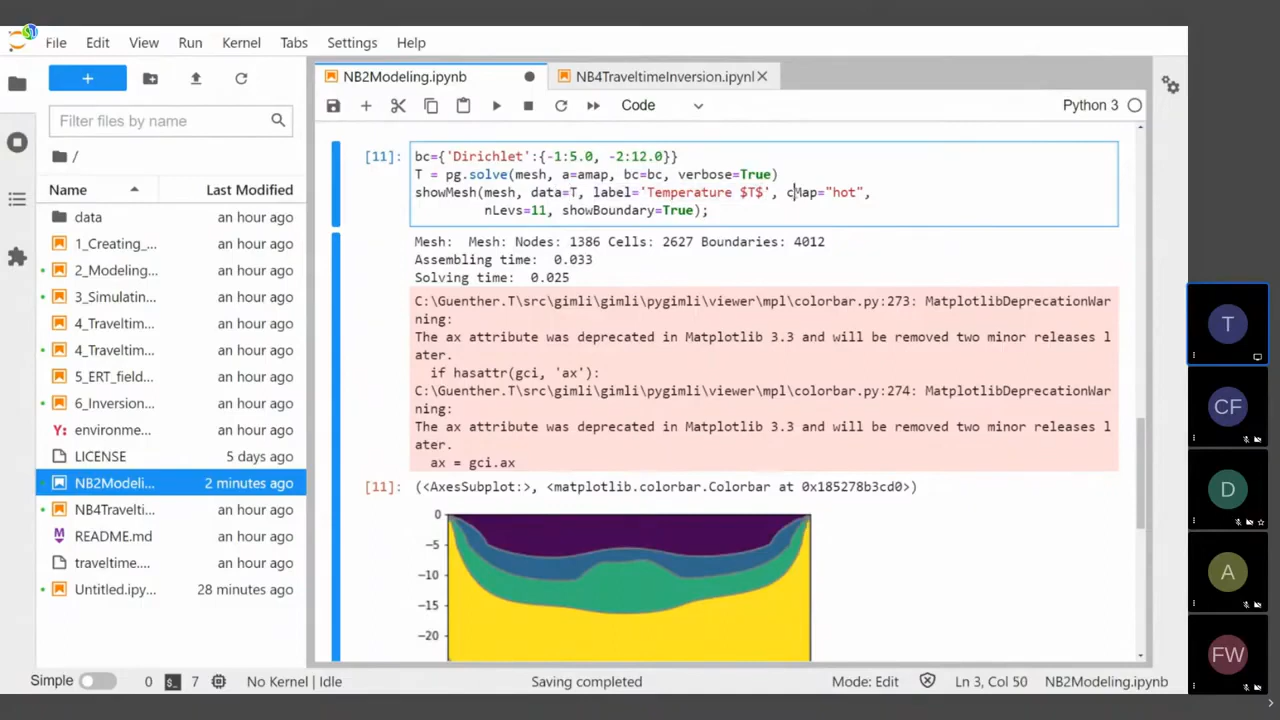 File Edit View Run Kernel Tabs Settings Help
NB2Modeling.ipynb
NB4TraveltimeInversion.ipynl
Filter files by name
Code
Python 3
/
Name Last Modified
data an hour ago
1_Creating_... an hour ago
2_Modeling... an hour ago
3_Simulatin... an hour ago
4_Traveltim... an hour ago
4_Traveltim... an hour ago
5_ERT_field... an hour ago
6_Inversion... an hour ago
Y: environme... an hour ago
LICENSE 5 days ago
NB2Modeli... 2 minutes ago
NB4Travelti... an hour ago
README.md an hour ago
traveltime.... an hour ago
Untitled.ipy... 28 minutes ago
[11]: bc={'Dirichlet':{-1:5.0, -2:12.0}}
T = pg.solve(mesh, a=amap, bc=bc, verbose=True)
showMesh(mesh, data=T, label='Temperature $T$', cMap="hot",
nLevs=11, showBoundary=True);
Mesh: Mesh: Nodes: 1386 Cells: 2627 Boundaries: 4012
Assembling time: 0.033
Solving time: 0.025
C:\Guenther.T\src\gimli\gimli\pygimli\viewer\mpl\colorbar.py:273: MatplotlibDeprecationWar
ning:
The ax attribute was deprecated in Matplotlib 3.3 and will be removed two minor releases l
ater.
if hasattr(gci, 'ax'):
C:\Guenther.T\src\gimli\gimli\pygimli\viewer\mpl\colorbar.py:274: MatplotlibDeprecationWar
ning:
The ax attribute was deprecated in Matplotlib 3.3 and will be removed two minor releases l
ater.
ax = gci.ax
[11]: (<AxesSubplot:>, <matplotlib.colorbar.Colorbar at 0x185278b3cd0>)
0
−5
−10
−15
−20
Simple 0 7 No Kernel | Idle Saving completed Mode: Edit Ln 3, Col 50 NB2Modeling.ipynb
T
CF
D
A
FW